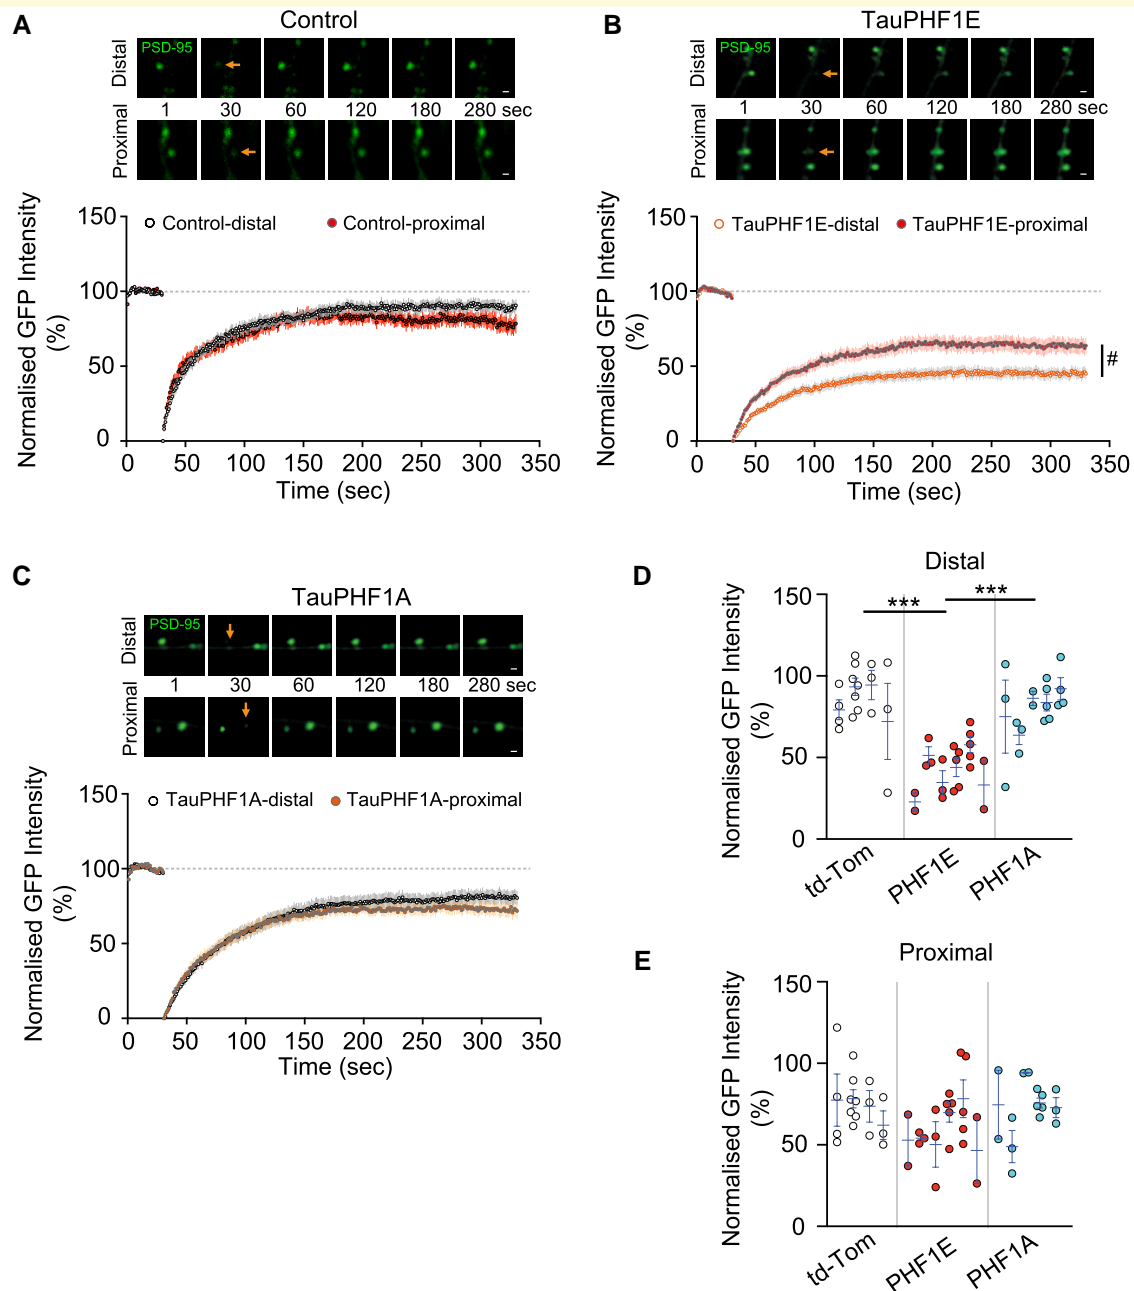 A
Control
Distal
PSD-95
1 30 60 120 180 280 sec
Proximal
Normalised GFP Intensity
(%)
150
100
50
0
Control-distal
Control-proximal
0 50 100 150 200 250 300 350
Time (sec)
B
TauPHF1E
Distal
PSD-95
1 30 60 120 180 280 sec
Proximal
Normalised GFP Intensity
(%)
150
100
50
0
TauPHF1E-distal
TauPHF1E-proximal
#
0 50 100 150 200 250 300 350
Time (sec)
C
TauPHF1A
Distal
PSD-95
1 30 60 120 180 280 sec
Proximal
Normalised GFP Intensity
(%)
150
100
50
0
TauPHF1A-distal
TauPHF1A-proximal
0 50 100 150 200 250 300 350
Time (sec)
D
Distal
Normalised GFP Intensity
(%)
150
100
50
0
***
***
td-Tom
PHF1E
PHF1A
E
Proximal
Normalised GFP Intensity
(%)
150
100
50
0
td-Tom
PHF1E
PHF1A